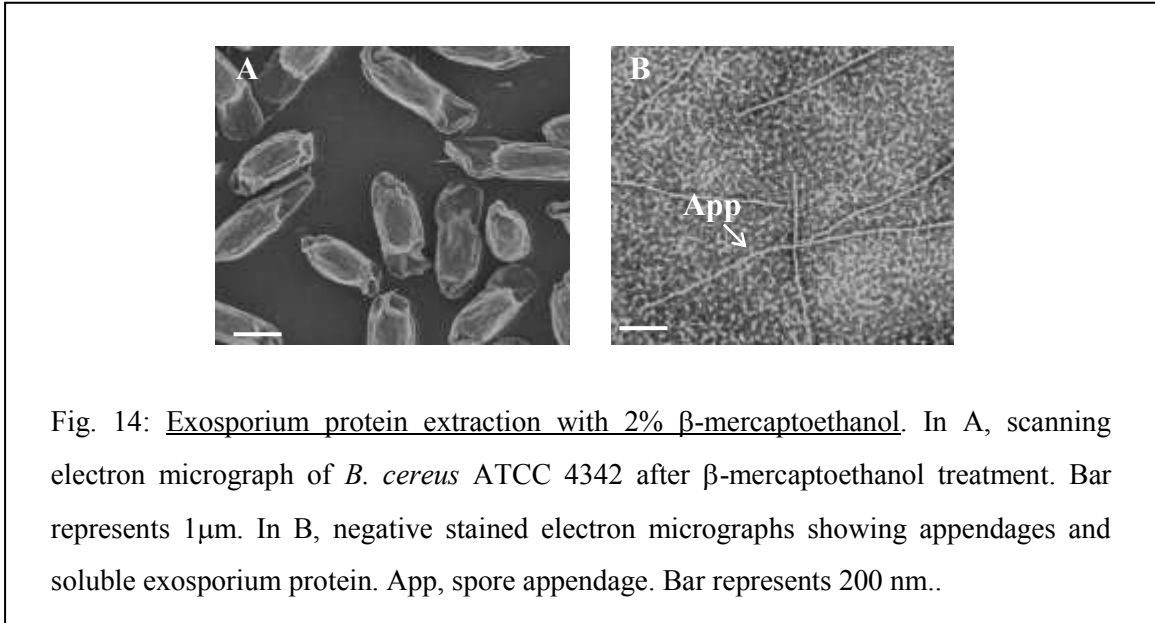 A
B
App
Fig. 14: Exosporium protein extraction with 2% β-mercaptoethanol. In A, scanning
electron micrograph of B. cereus ATCC 4342 after β-mercaptoethanol treatment. Bar
represents 1μm. In B, negative stained electron micrographs showing appendages and
soluble exosporium protein. App, spore appendage. Bar represents 200 nm..